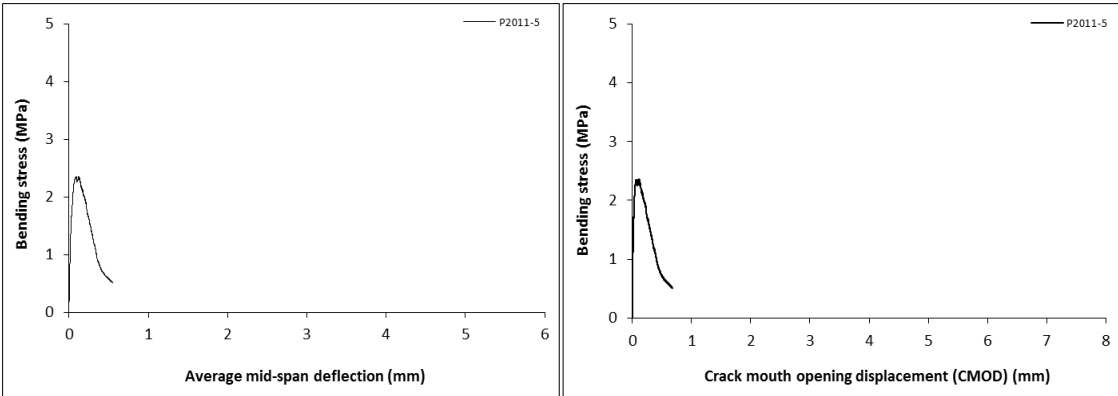 P2011-5
Bending stress (MPa)
5
4
3
2
1
0
0 1 2 3 4 5 6
Average mid-span deflection (mm)
P2011-5
Bending stress (MPa)
5
4
3
2
1
0
0 1 2 3 4 5 6 7 8
Crack mouth opening displacement (CMOD) (mm)